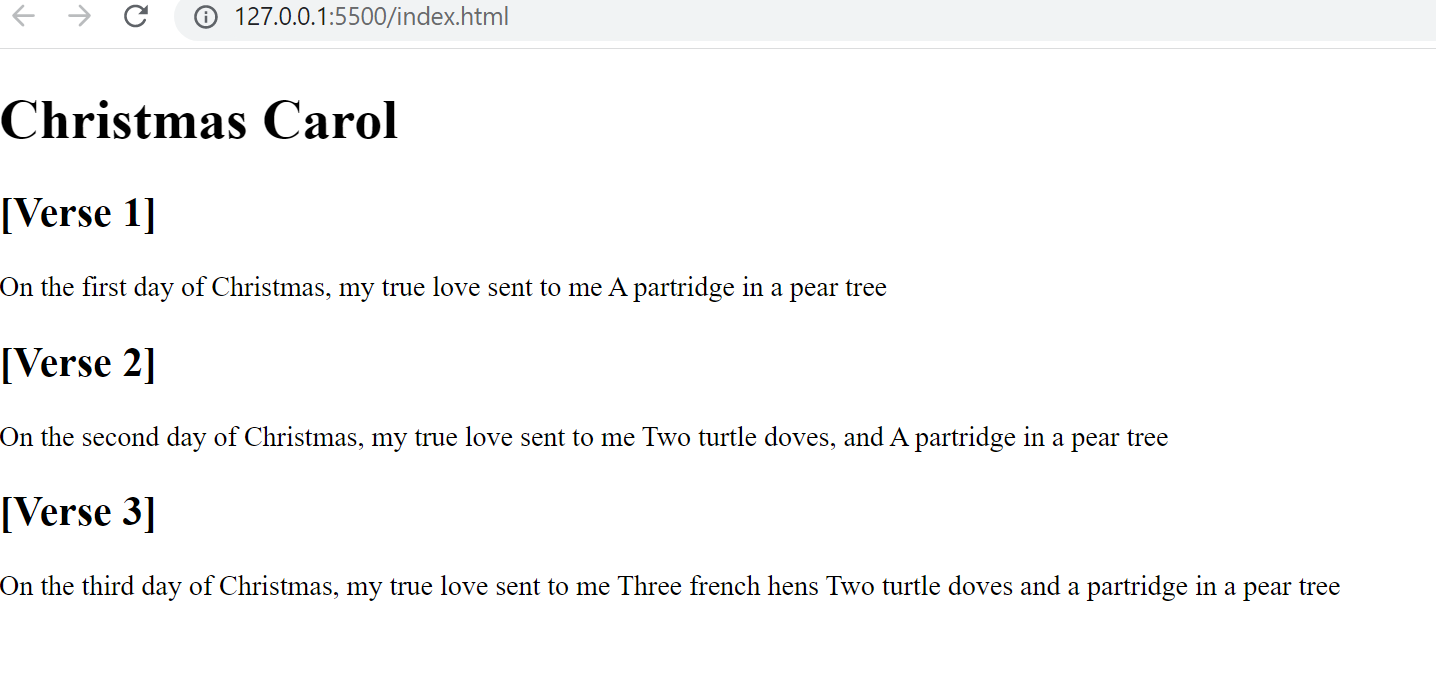 127.0.0.1:5500/index.html
Christmas Carol
[Verse 1]
On the first day of Christmas, my true love sent to me A partridge in a pear tree
[Verse 2]
On the second day of Christmas, my true love sent to me Two turtle doves, and A partridge in a pear tree
[Verse 3]
On the third day of Christmas, my true love sent to me Three french hens Two turtle doves and a partridge in a pear tree